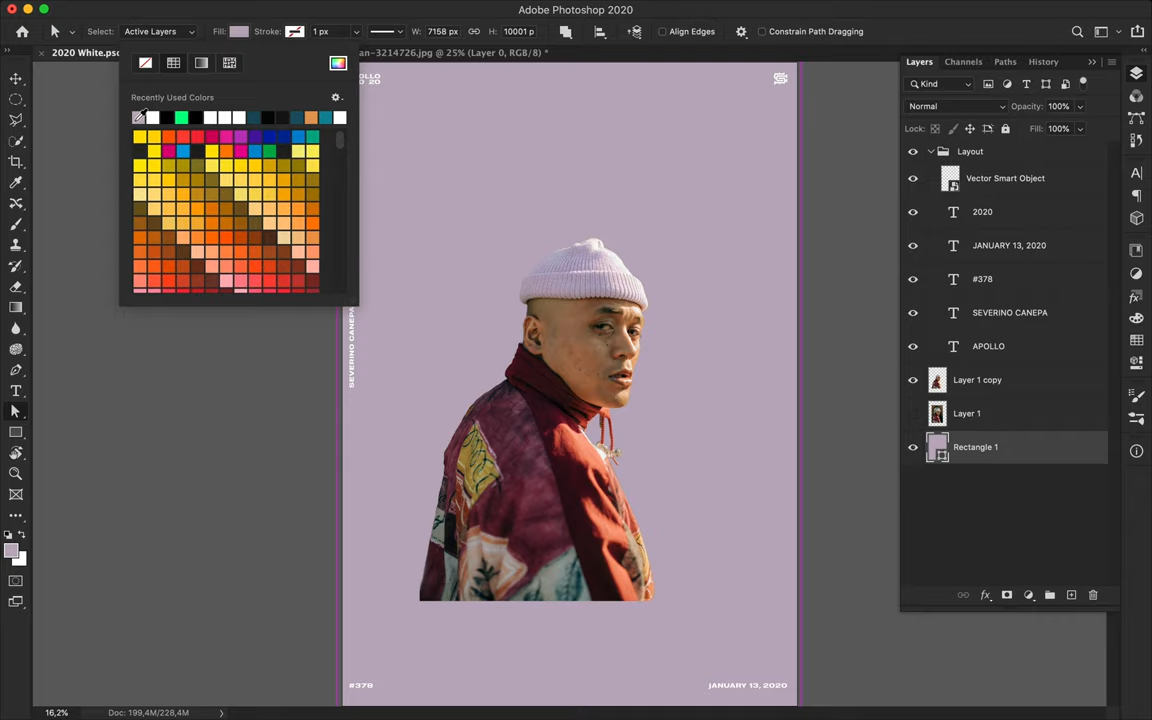 Adobe Photoshop 2020
Select:
Active Layers
Fill:
Stroke:
1 px
W:
7158 px
H:
10001 p
Align Edges
Constrain Path Dragging
2020 White.psd
an-3214726.jpg @ 25% (Layer 0, RGB/8) *
Recently Used Colors
20
SEVERINO CANEPA
#378
JANUARY 13, 2020
Layers
Channels
Paths
History
Kind
Normal
Opacity:
100%
Lock:
Fill:
100%
Layout
Vector Smart Object
2020
JANUARY 13, 2020
#378
SEVERINO CANEPA
APOLLO
Layer 1 copy
Layer 1
Rectangle 1
16,2%
Doc: 199,4M/228,4M